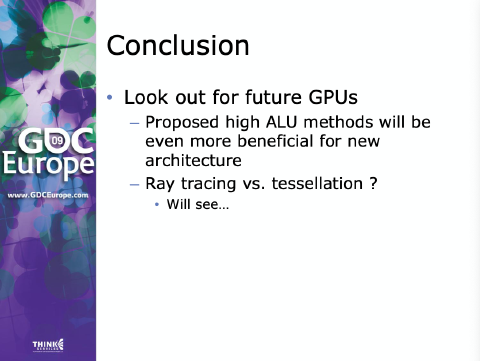 Conclusion
• Look out for future GPUs
– Proposed high ALU methods will be
even more beneficial for new
architecture
– Ray tracing vs. tessellation ?
• Will see...
GDC
09
Europe
www.GDCEurope.com
THINK
SERVICES